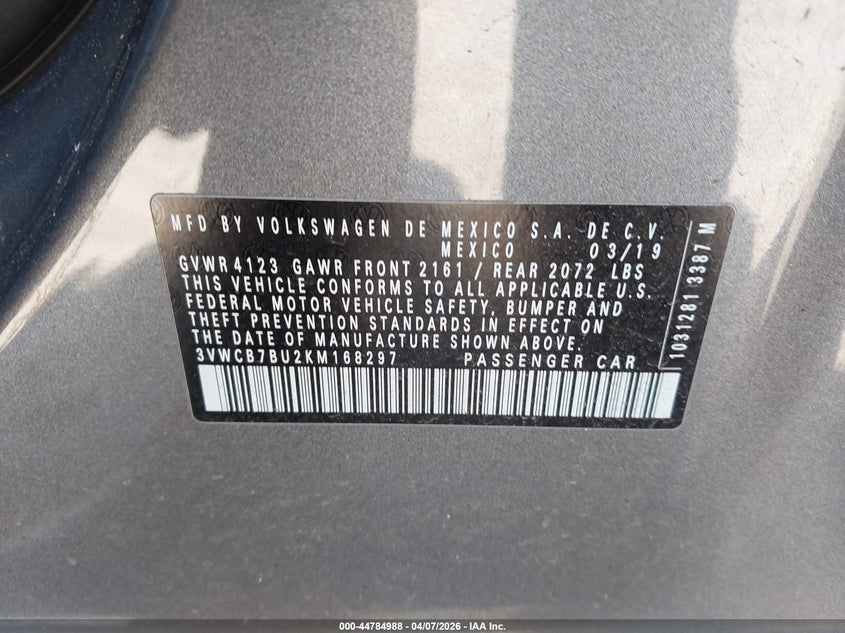 MFD BY VOLKSWAGEN DE MEXICO S.A. DE C.V.
MEXICO 03/19
GVWR 4123 GAWR FRONT 2161 / REAR 2072 LBS
THIS VEHICLE CONFORMS TO ALL APPLICABLE U.S.
FEDERAL MOTOR VEHICLE SAFETY, BUMPER AND
THEFT PREVENTION STANDARDS IN EFFECT ON
THE DATE OF MANUFACTURE SHOWN ABOVE.
3VWCB7BU2KM168297 PASSENGER CAR
1031281 3387 M
000-44784988 - 04/07/2026 - IAA Inc.